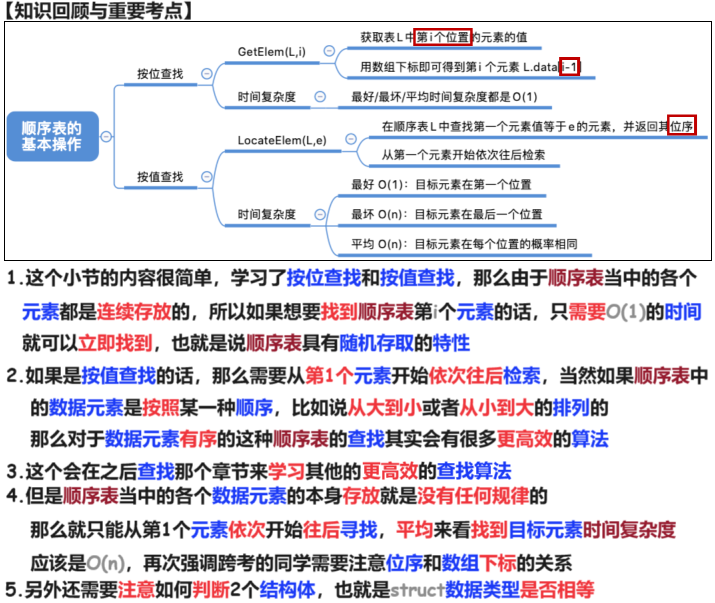 【知识回顾与重要考点】
获取表L中第i个位置的元素的值
GetElem(L,i)
用数组下标即可得到第i个元素 L.data[i-1]
按位查找
时间复杂度
最好/最坏/平均时间复杂度都是O(1)
顺序表的
基本操作
在顺序表L中查找第一个元素值等于e的元素，并返回其位序
LocateElem(L,e)
从第一个元素开始依次往后检索
按值查找
最好 O(1)：目标元素在第一个位置
时间复杂度
最坏 O(n)：目标元素在最后一个位置
平均 O(n)：目标元素在每个位置的概率相同
1.这个小节的内容很简单，学习了按位查找和按值查找，那么由于顺序表当中的各个
元素都是连续存放的，所以如果想要找到顺序表第i个元素的话，只需要O(1)的时间
就可以立即找到，也就是说顺序表具有随机存取的特性
2.如果是按值查找的话，那么需要从第1个元素开始依次往后检索，当然如果顺序表中
的数据元素是按照某一种顺序，比如说从大到小或者从小到大的排列的
那么对于数据元素有序的这种顺序表的查找其实会有很多更高效的算法
3.这个会在之后查找那个章节来学习其他的更高效的查找算法
4.但是顺序表当中的各个数据元素的本身存放就是没有任何规律的
那么就只能从第1个元素依次开始往后寻找，平均来看找到目标元素时间复杂度
应该是O(n)，再次强调跨考的同学需要注意位序和数组下标的关系
5.另外还需要注意如何判断2个结构体，也就是struct数据类型是否相等